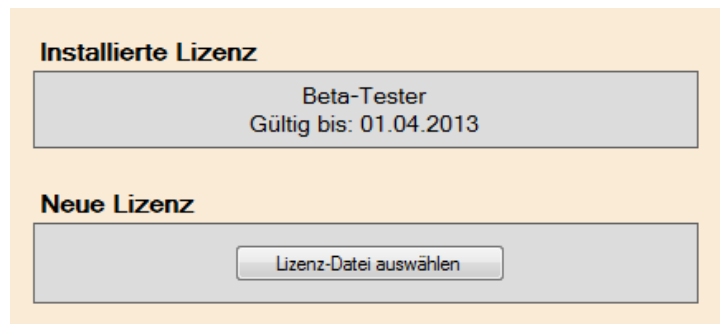 Installierte Lizenz
Beta-Tester
Gültig bis: 01.04.2013
Neue Lizenz
Lizenz-Datei auswählen